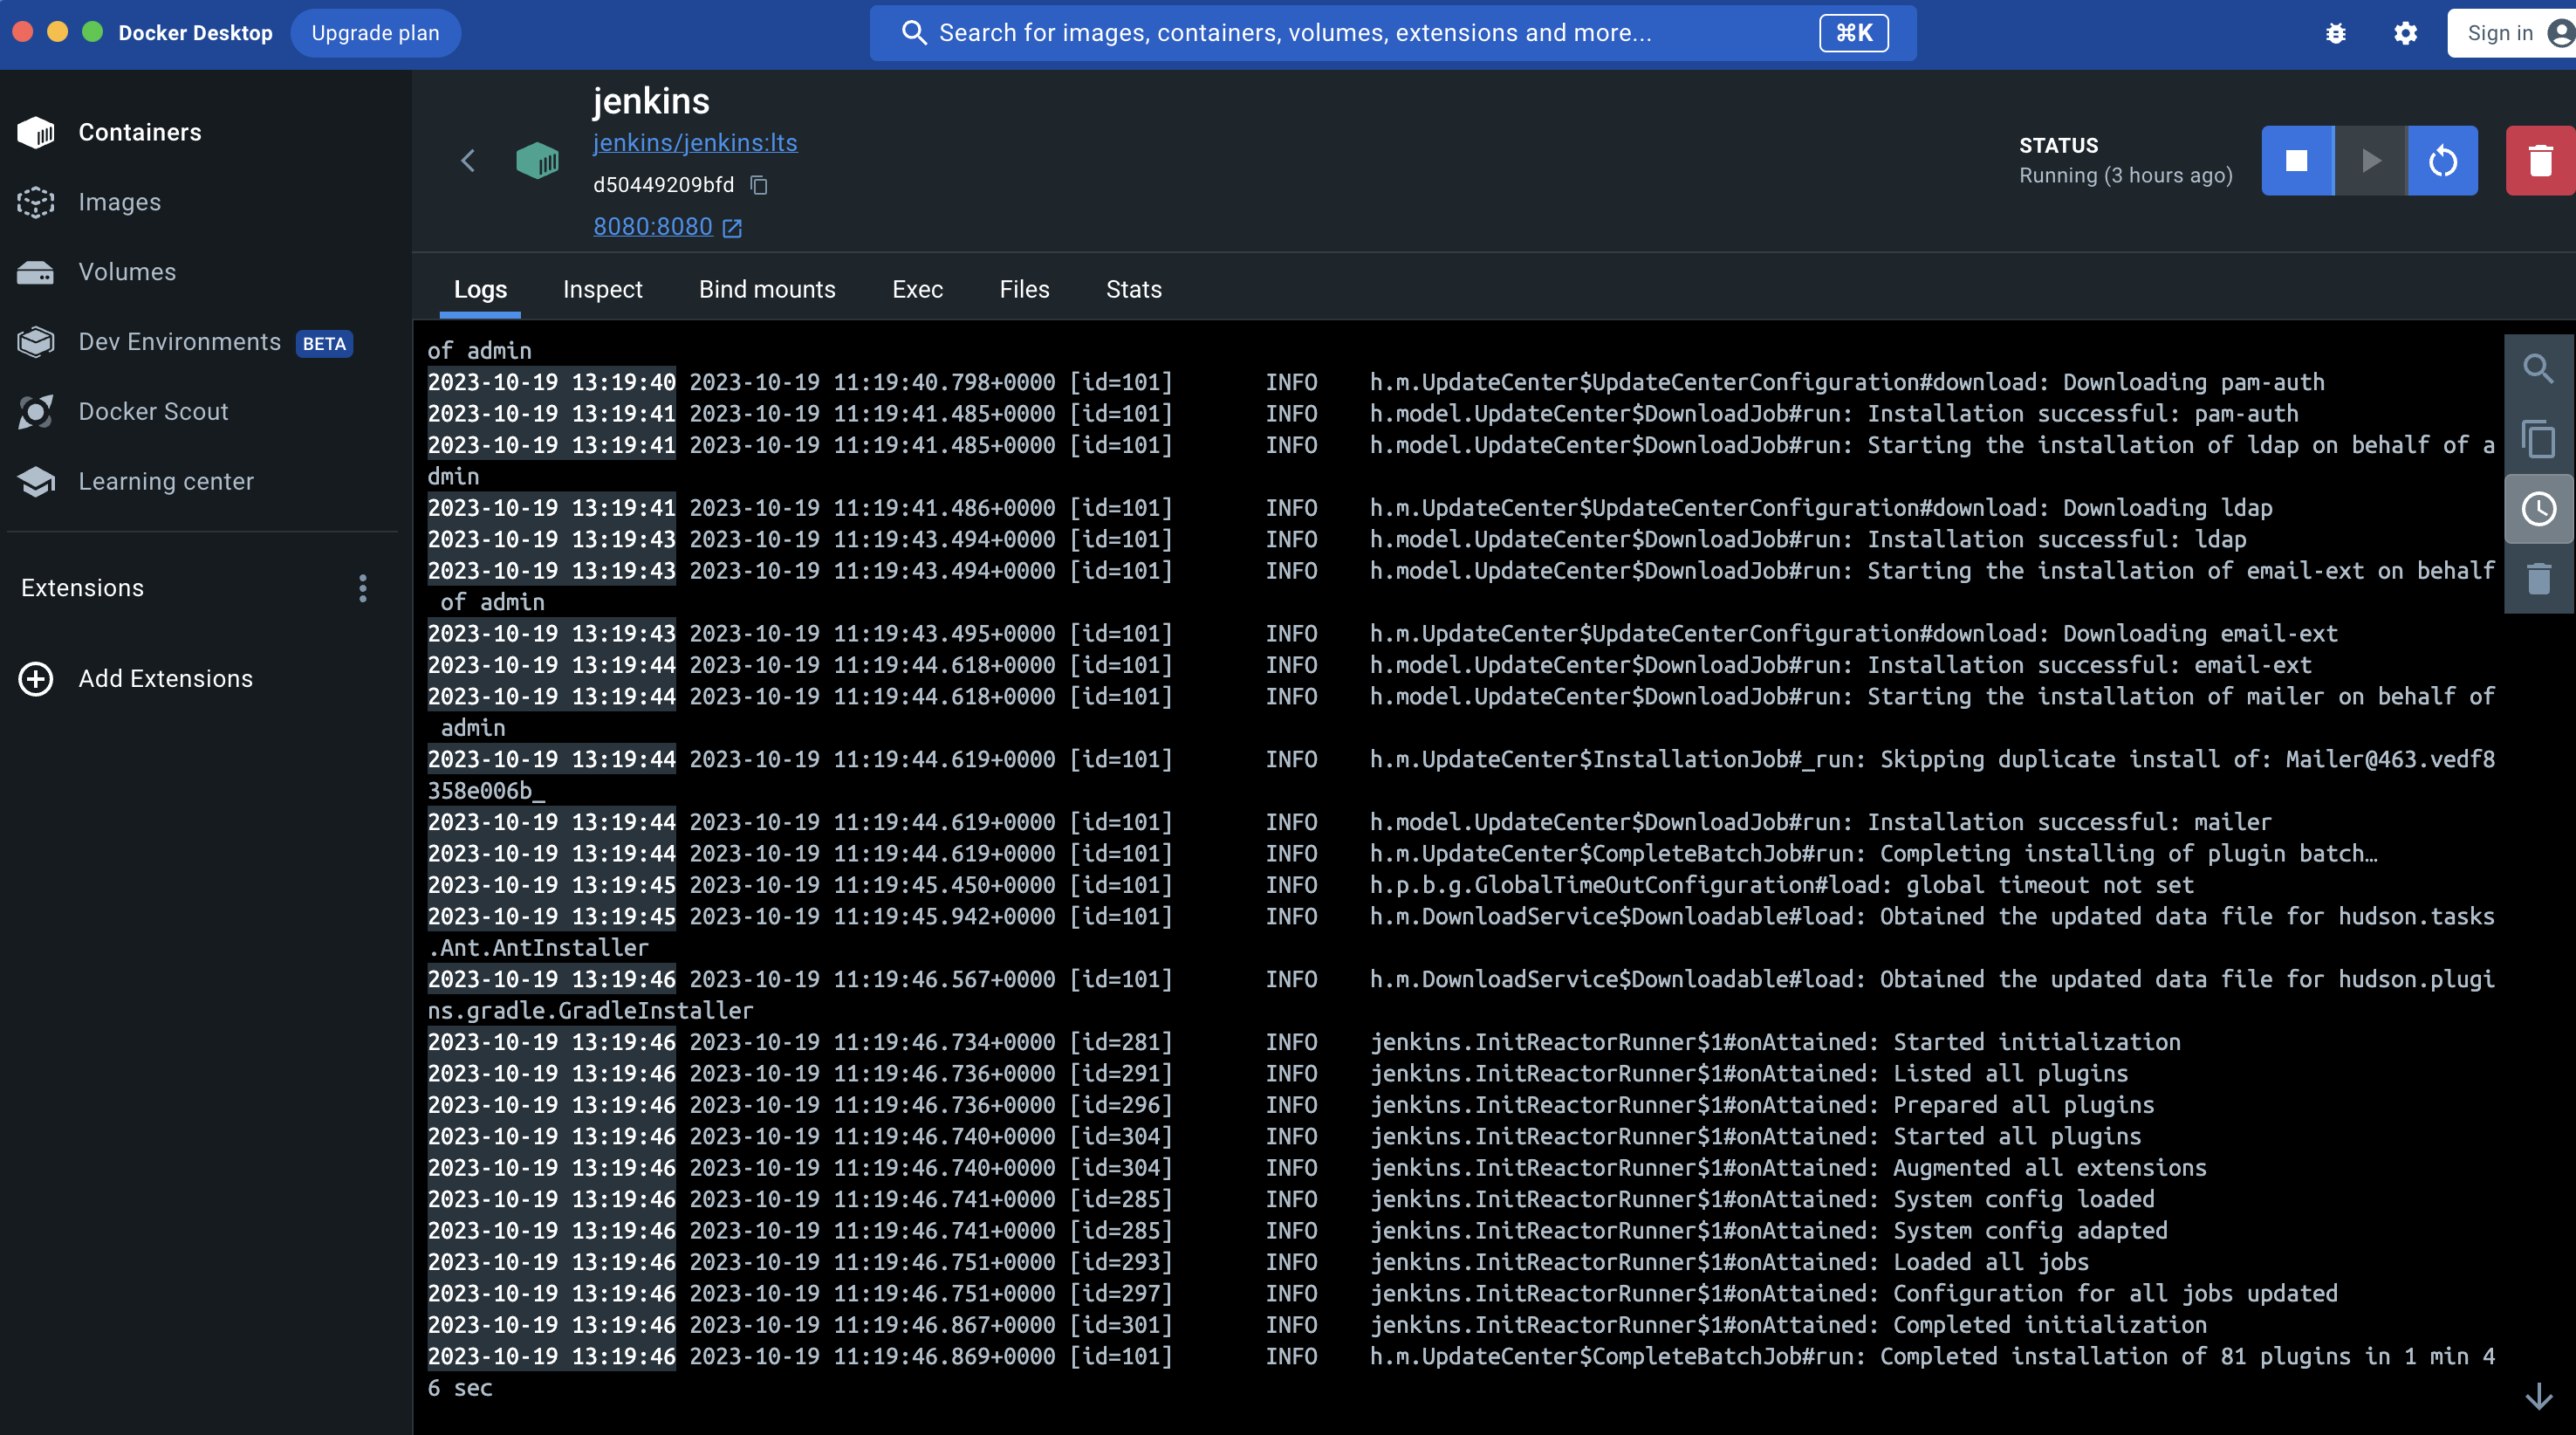 Docker Desktop
Upgrade plan
Search for images, containers, volumes, extensions and more...
⌘K
Sign in
Containers
Images
Volumes
Dev Environments BETA
Docker Scout
Learning center
Extensions
Add Extensions
jenkins
jenkins/jenkins:lts
d50449209bfd
8080:8080
STATUS
Running (3 hours ago)
Logs Inspect Bind mounts Exec Files Stats
of admin
2023-10-19 13:19:40 2023-10-19 11:19:40.798+0000 [id=101] INFO h.m.UpdateCenter$UpdateCenterConfiguration#download: Downloading pam-auth
2023-10-19 13:19:41 2023-10-19 11:19:41.485+0000 [id=101] INFO h.model.UpdateCenter$DownloadJob#run: Installation successful: pam-auth
2023-10-19 13:19:41 2023-10-19 11:19:41.485+0000 [id=101] INFO h.model.UpdateCenter$DownloadJob#run: Starting the installation of ldap on behalf of a
dmin
2023-10-19 13:19:41 2023-10-19 11:19:41.486+0000 [id=101] INFO h.m.UpdateCenter$UpdateCenterConfiguration#download: Downloading ldap
2023-10-19 13:19:43 2023-10-19 11:19:43.494+0000 [id=101] INFO h.model.UpdateCenter$DownloadJob#run: Installation successful: ldap
2023-10-19 13:19:43 2023-10-19 11:19:43.494+0000 [id=101] INFO h.model.UpdateCenter$DownloadJob#run: Starting the installation of email-ext on behalf
of admin
2023-10-19 13:19:43 2023-10-19 11:19:43.495+0000 [id=101] INFO h.m.UpdateCenter$UpdateCenterConfiguration#download: Downloading email-ext
2023-10-19 13:19:44 2023-10-19 11:19:44.618+0000 [id=101] INFO h.model.UpdateCenter$DownloadJob#run: Installation successful: email-ext
2023-10-19 13:19:44 2023-10-19 11:19:44.618+0000 [id=101] INFO h.model.UpdateCenter$DownloadJob#run: Starting the installation of mailer on behalf of
admin
2023-10-19 13:19:44 2023-10-19 11:19:44.619+0000 [id=101] INFO h.m.UpdateCenter$InstallationJob#_run: Skipping duplicate install of: Mailer@463.vedf8
358e006b_
2023-10-19 13:19:44 2023-10-19 11:19:44.619+0000 [id=101] INFO h.model.UpdateCenter$DownloadJob#run: Installation successful: mailer
2023-10-19 13:19:44 2023-10-19 11:19:44.619+0000 [id=101] INFO h.m.UpdateCenter$CompleteBatchJob#run: Completing installing of plugin batch…
2023-10-19 13:19:45 2023-10-19 11:19:45.450+0000 [id=101] INFO h.p.b.g.GlobalTimeOutConfiguration#load: global timeout not set
2023-10-19 13:19:45 2023-10-19 11:19:45.942+0000 [id=101] INFO h.m.DownloadService$Downloadable#load: Obtained the updated data file for hudson.tasks
.Ant.AntInstaller
2023-10-19 13:19:46 2023-10-19 11:19:46.567+0000 [id=101] INFO h.m.DownloadService$Downloadable#load: Obtained the updated data file for hudson.plugi
ns.gradle.GradleInstaller
2023-10-19 13:19:46 2023-10-19 11:19:46.734+0000 [id=281] INFO jenkins.InitReactorRunner$1#onAttained: Started initialization
2023-10-19 13:19:46 2023-10-19 11:19:46.736+0000 [id=291] INFO jenkins.InitReactorRunner$1#onAttained: Listed all plugins
2023-10-19 13:19:46 2023-10-19 11:19:46.736+0000 [id=296] INFO jenkins.InitReactorRunner$1#onAttained: Prepared all plugins
2023-10-19 13:19:46 2023-10-19 11:19:46.740+0000 [id=304] INFO jenkins.InitReactorRunner$1#onAttained: Started all plugins
2023-10-19 13:19:46 2023-10-19 11:19:46.740+0000 [id=304] INFO jenkins.InitReactorRunner$1#onAttained: Augmented all extensions
2023-10-19 13:19:46 2023-10-19 11:19:46.741+0000 [id=285] INFO jenkins.InitReactorRunner$1#onAttained: System config loaded
2023-10-19 13:19:46 2023-10-19 11:19:46.741+0000 [id=285] INFO jenkins.InitReactorRunner$1#onAttained: System config adapted
2023-10-19 13:19:46 2023-10-19 11:19:46.751+0000 [id=293] INFO jenkins.InitReactorRunner$1#onAttained: Loaded all jobs
2023-10-19 13:19:46 2023-10-19 11:19:46.751+0000 [id=297] INFO jenkins.InitReactorRunner$1#onAttained: Configuration for all jobs updated
2023-10-19 13:19:46 2023-10-19 11:19:46.867+0000 [id=301] INFO jenkins.InitReactorRunner$1#onAttained: Completed initialization
2023-10-19 13:19:46 2023-10-19 11:19:46.869+0000 [id=101] INFO h.m.UpdateCenter$CompleteBatchJob#run: Completed installation of 81 plugins in 1 min 4
6 sec